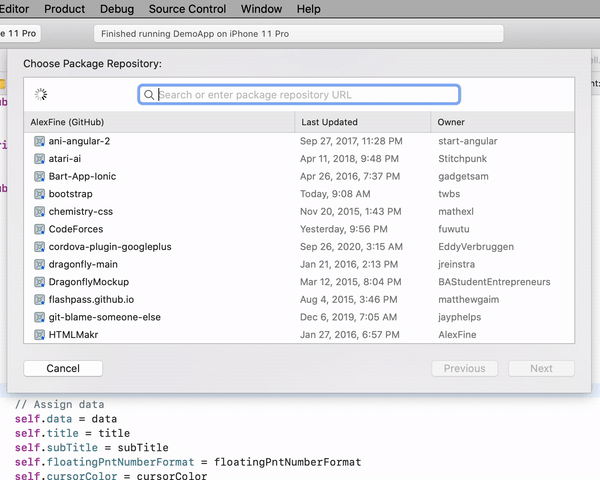 Editor Product Debug Source Control Window Help
e 11 Pro Finished running DemoApp on iPhone 11 Pro
Choose Package Repository:
Search or enter package repository URL
AlexFine (GitHub) Last Updated Owner
ani-angular-2 Sep 27, 2017, 11:28 PM start-angular
atari-ai Apr 11, 2018, 9:48 PM Stitchpunk
Bart-App-Ionic Apr 26, 2016, 7:37 PM gadgetsam
bootstrap Today, 9:08 AM twbs
chemistry-css Nov 20, 2015, 1:43 PM mathexl
CodeForces Yesterday, 9:56 PM fuwutu
cordova-plugin-googleplus Sep 26, 2020, 3:15 AM EddyVerbruggen
dragonfly-main Jan 21, 2016, 2:13 PM jreinstra
DragonflyMockup Mar 12, 2015, 8:04 PM BAStudentEntrepreneurs
flashpass.github.io Aug 4, 2015, 3:46 PM matthewgaim
git-blame-someone-else Dec 6, 2019, 7:05 AM jayphelps
HTMLMakr Jan 27, 2016, 6:57 PM AlexFine
Cancel Previous Next
// Assign data
self.data = data
self.title = title
self.subTitle = subTitle
self.floatingPntNumberFormat = floatingPntNumberFormat
self.cursorColor = cursorColor